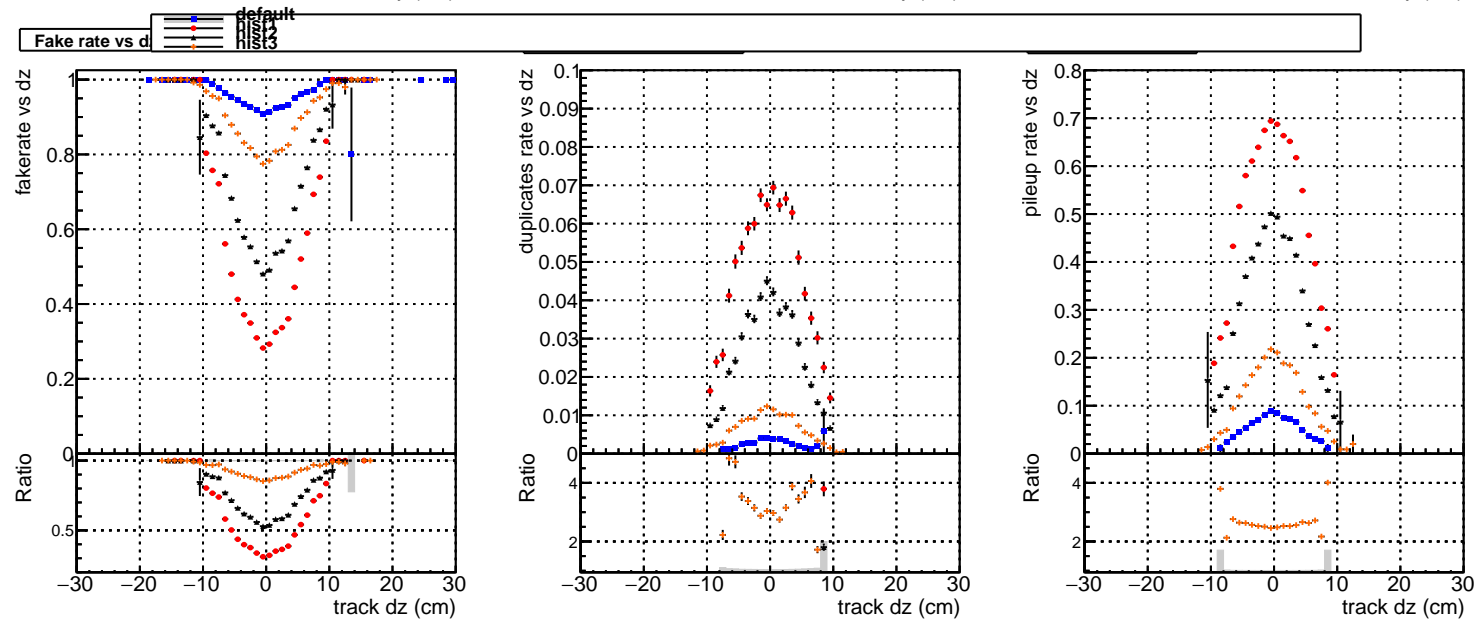 default
hist1
hist2
hist3
Fake rate vs dz
fakerate vs dz
1
0.8
0.6
0.4
0.2
0
Ratio
1
0.5
−30 −20 −10 0 10 20 30
track dz (cm)
duplicates rate vs dz
0.1
0.09
0.08
0.07
0.06
0.05
0.04
0.03
0.02
0.01
0
Ratio
4
2
−30 −20 −10 0 10 20 30
track dz (cm)
pileup rate vs dz
0.8
0.7
0.6
0.5
0.4
0.3
0.2
0.1
0
Ratio
4
2
−30 −20 −10 0 10 20 30
track dz (cm)